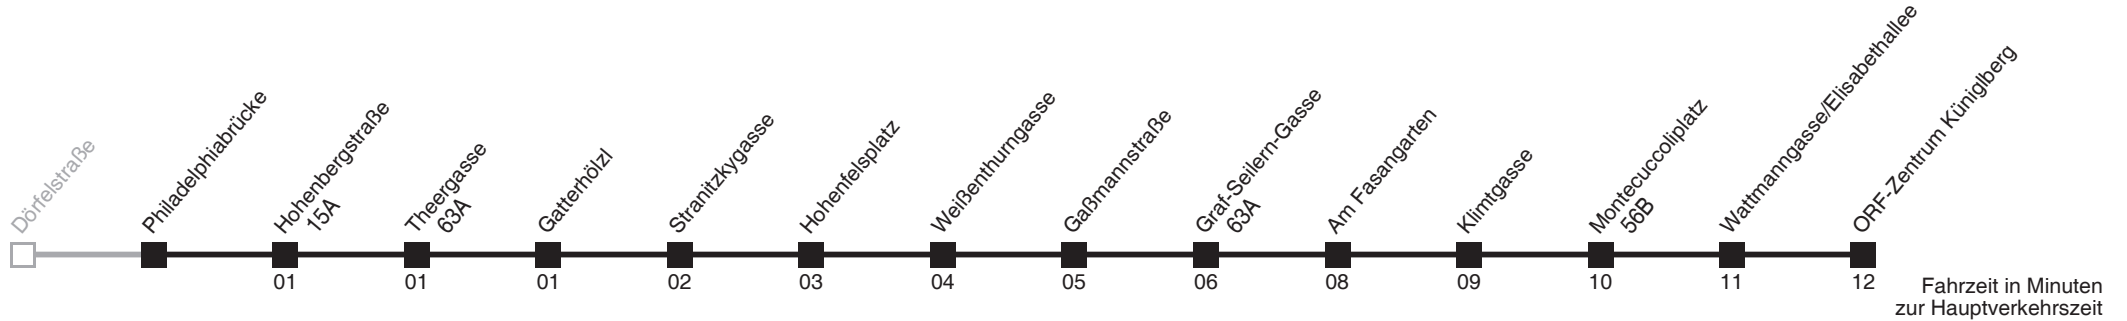 Dörfelstraße
Philadelphiabrücke
Hohenbergstraße
15A
Theergasse
63A
Gatterhölzl
Stranitzkygasse
Hohenfelsplatz
Weißenthurngasse
Gaßmannstraße
Graf-Seilern-Gasse
63A
Am Fasangarten
Klimtgasse
Montecuccoliplatz
56B
Wattmanngasse/Elisabethallee
ORF-Zentrum Küniglberg
01
01
01
02
03
04
05
06
08
09
10
11
12
Fahrzeit in Minuten
zur Hauptverkehrszeit